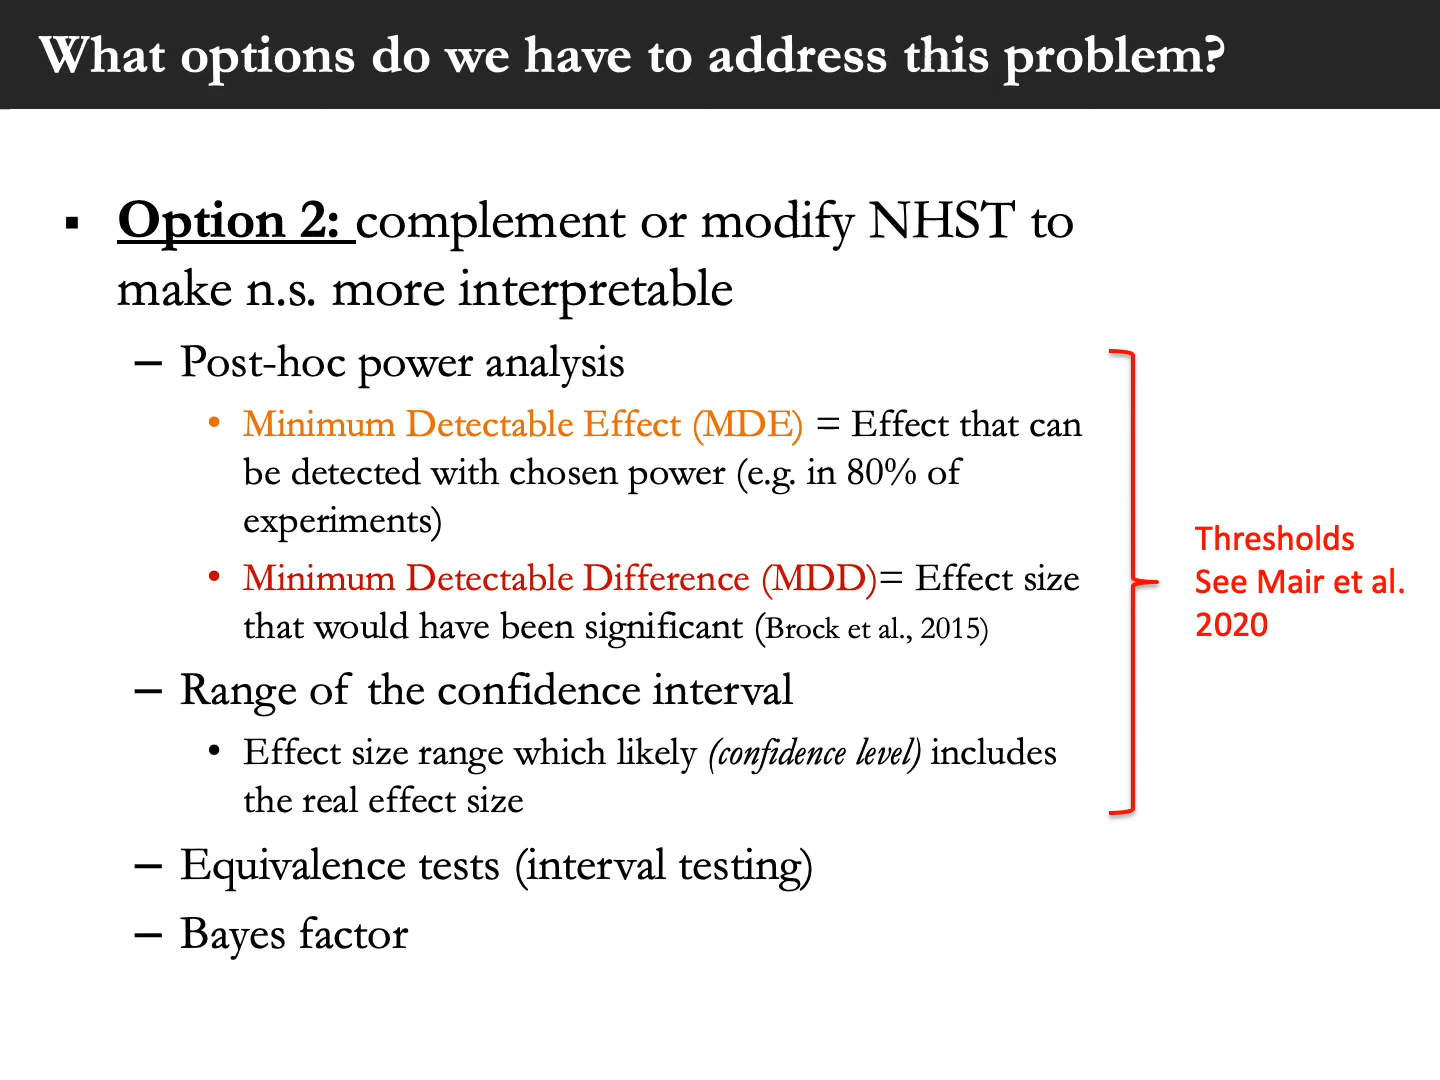 What options do we have to address this problem?
▪ Option 2: complement or modify NHST to
make n.s. more interpretable
– Post-hoc power analysis
• Minimum Detectable Effect (MDE) = Effect that can
be detected with chosen power (e.g. in 80% of
experiments)
• Minimum Detectable Difference (MDD)= Effect size
that would have been significant (Brock et al., 2015)
– Range of the confidence interval
• Effect size range which likely (confidence level) includes
the real effect size
– Equivalence tests (interval testing)
– Bayes factor
Thresholds
See Mair et al.
2020